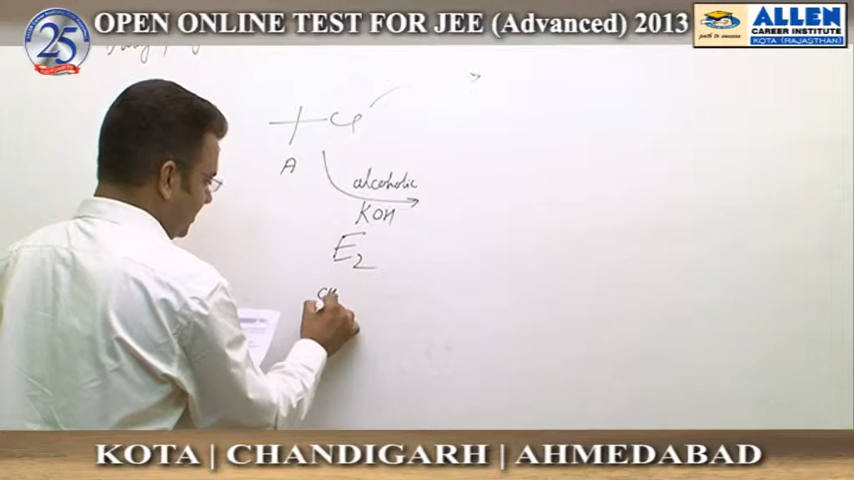 OPEN ONLINE TEST FOR JEE (Advanced) 2013
25
path to success
ALLEN
CAREER INSTITUTE
KOTA (RAJASTHAN)
Cl
A
alcoholic
KOH
E2
KOTA | CHANDIGARH | AHMEDABAD